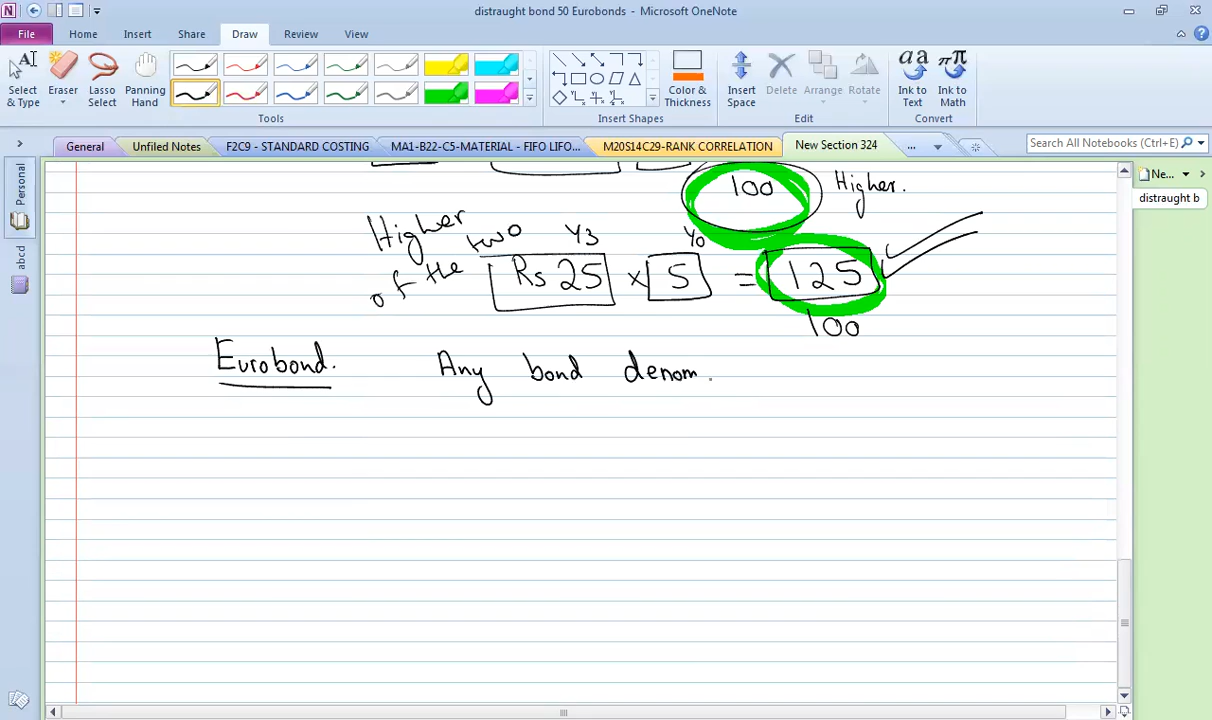 distraught bond 50 Eurobonds - Microsoft OneNote
File Home Insert Share Draw Review View
Select & Type
Eraser
Lasso Select
Panning Hand
Color & Thickness
Insert Space
Delete
Arrange
Rotate
Ink to Text
Ink to Math
Tools
Insert Shapes
Edit
Convert
General
Unfiled Notes
F2C9 - STANDARD COSTING
MA1-B22-C5-MATERIAL - FIFO LIFO...
M20S14C29-RANK CORRELATION
New Section 324
...
Search All Notebooks (Ctrl+E)
Personal
abcd
Ne...
distraught b
100 Higher.
Higher of the two
Y3 Y0
Rs 25 × 5 = 125
100
Eurobond. Any bond denom.